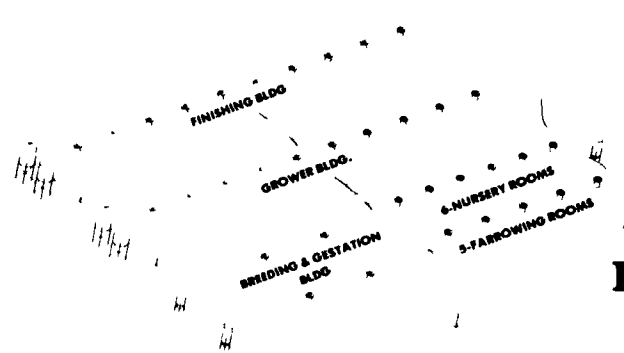 FINISHING BLDG
GROWER BLDG.
6-NURSERY ROOMS
5-FARROWING ROOMS
BREEDING & GESTATION
BLDG